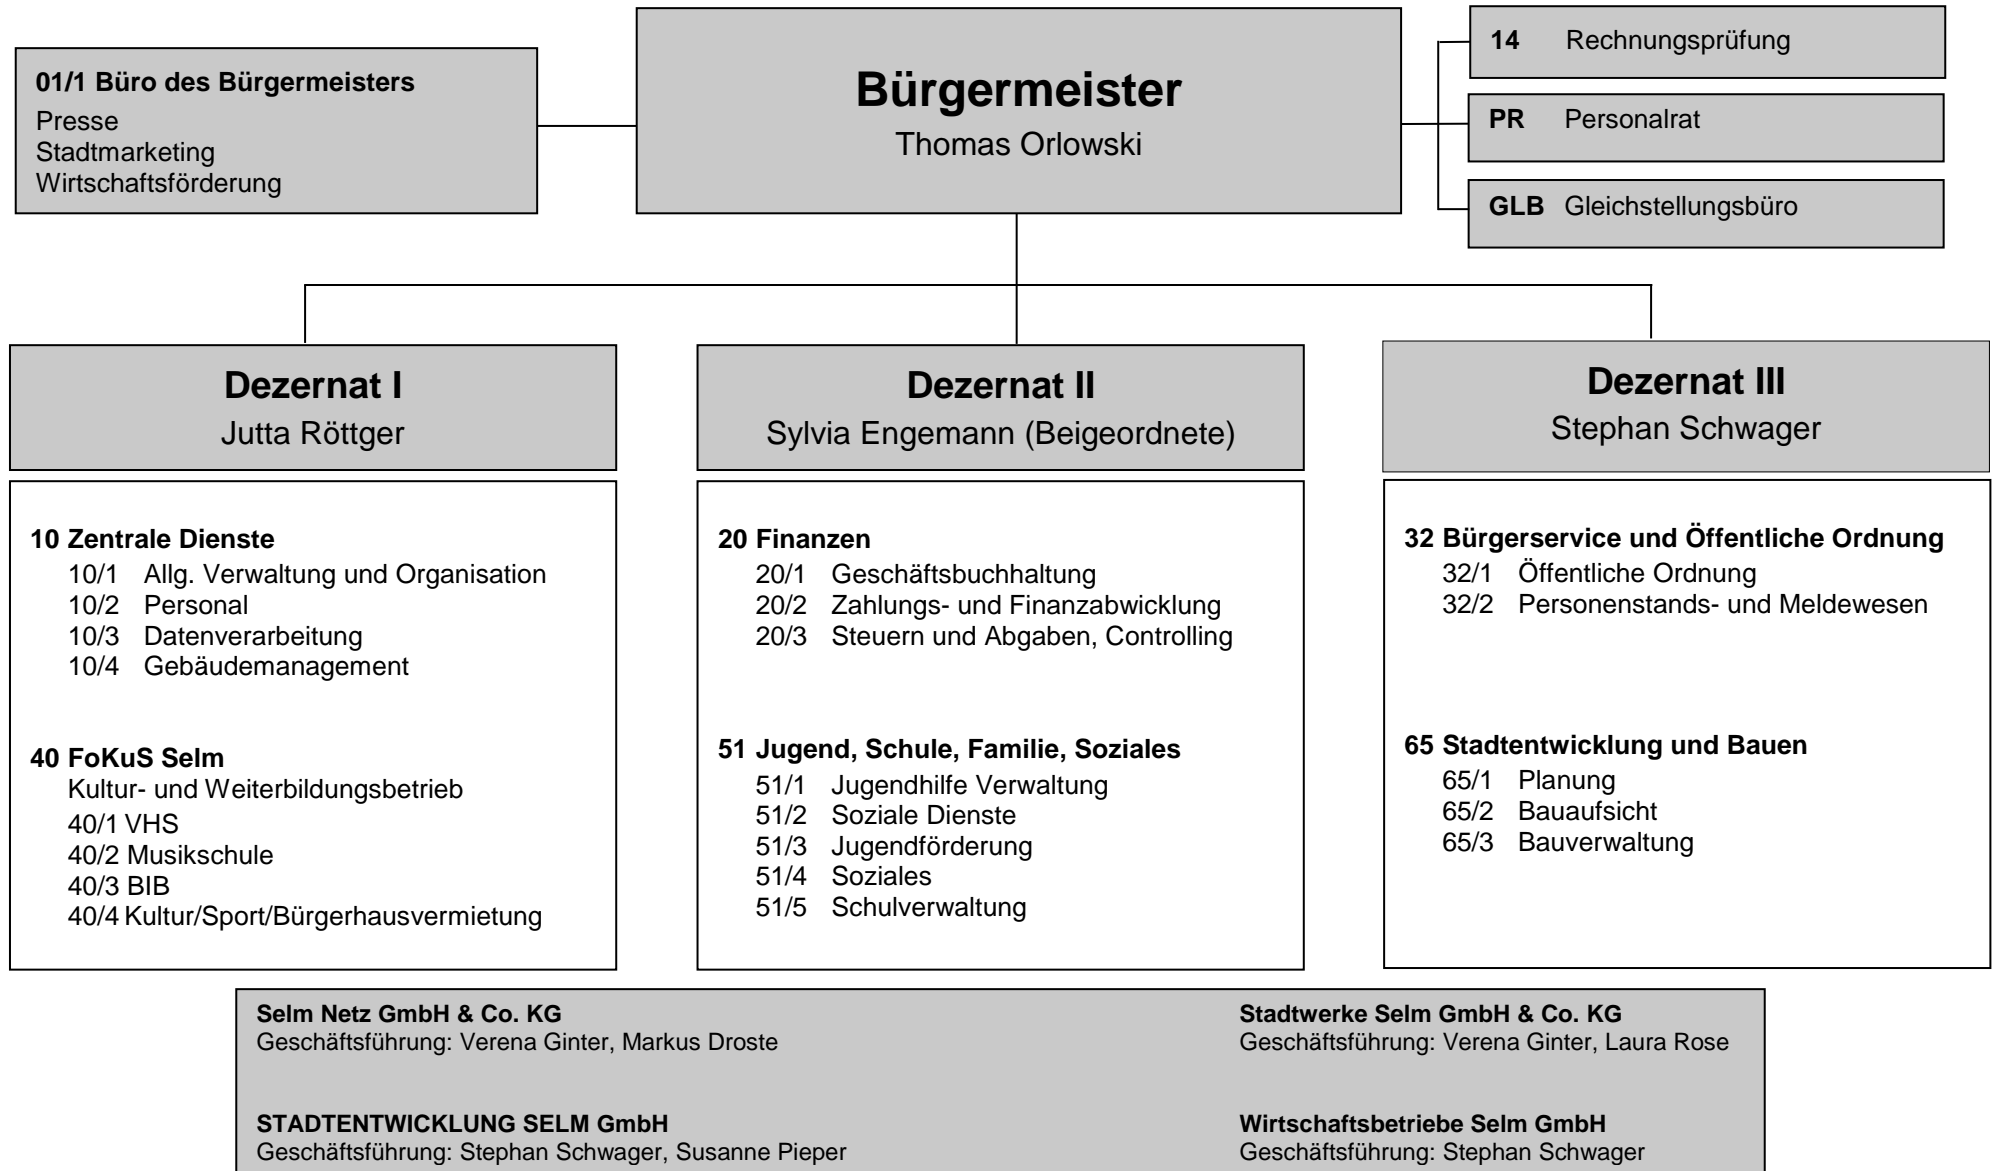 01/1 Büro des Bürgermeisters
Presse
Stadtmarketing
Wirtschaftsförderung
Bürgermeister
Thomas Orlowski
14 Rechnungsprüfung
PR Personalrat
GLB Gleichstellungsbüro
Dezernat I
Jutta Röttger
10 Zentrale Dienste
10/1 Allg. Verwaltung und Organisation
10/2 Personal
10/3 Datenverarbeitung
10/4 Gebäudemanagement
40 FoKuS Selm
Kultur- und Weiterbildungsbetrieb
40/1 VHS
40/2 Musikschule
40/3 BIB
40/4 Kultur/Sport/Bürgerhausvermietung
Dezernat II
Sylvia Engemann (Beigeordnete)
20 Finanzen
20/1 Geschäftsbuchhaltung
20/2 Zahlungs- und Finanzabwicklung
20/3 Steuern und Abgaben, Controlling
51 Jugend, Schule, Familie, Soziales
51/1 Jugendhilfe Verwaltung
51/2 Soziale Dienste
51/3 Jugendförderung
51/4 Soziales
51/5 Schulverwaltung
Dezernat III
Stephan Schwager
32 Bürgerservice und Öffentliche Ordnung
32/1 Öffentliche Ordnung
32/2 Personenstands- und Meldewesen
65 Stadtentwicklung und Bauen
65/1 Planung
65/2 Bauaufsicht
65/3 Bauverwaltung
Selm Netz GmbH & Co. KG
Geschäftsführung: Verena Ginter, Markus Droste
Stadtwerke Selm GmbH & Co. KG
Geschäftsführung: Verena Ginter, Laura Rose
STADTENTWICKLUNG SELM GmbH
Geschäftsführung: Stephan Schwager, Susanne Pieper
Wirtschaftsbetriebe Selm GmbH
Geschäftsführung: Stephan Schwager